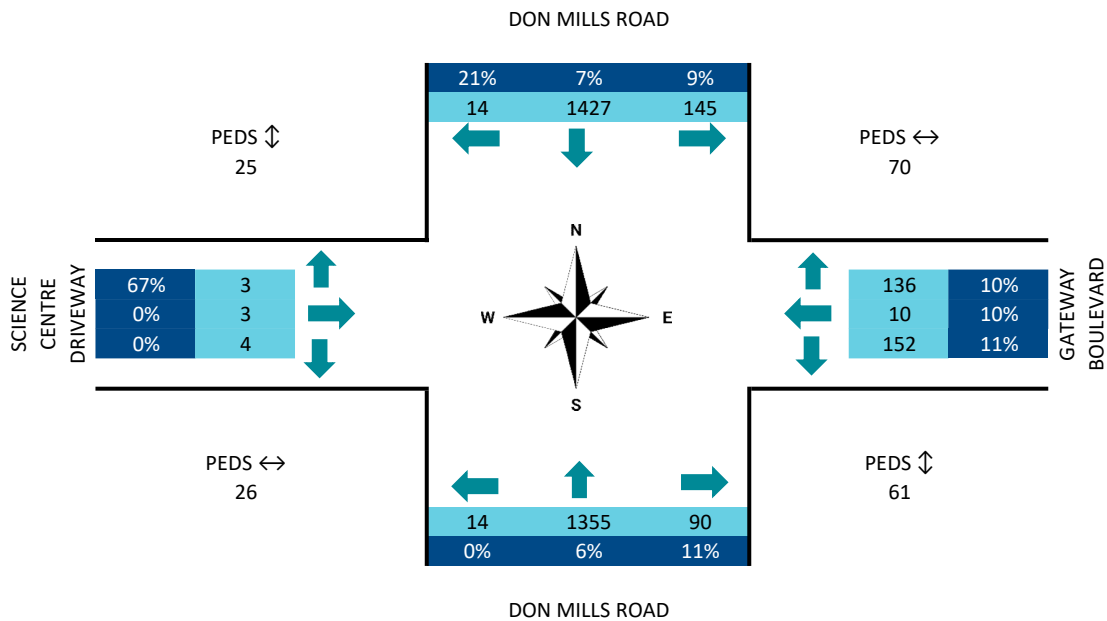 DON MILLS ROAD
21% 7% 9%
14 1427 145
PEDS ↕
25
PEDS ↔
70
N
W E
S
SCIENCE
CENTRE
DRIVEWAY
67% 3
0% 3
0% 4
136 10%
10 10%
152 11%
GATEWAY
BOULEVARD
PEDS ↔
26
PEDS ↕
61
14 1355 90
0% 6% 11%
DON MILLS ROAD